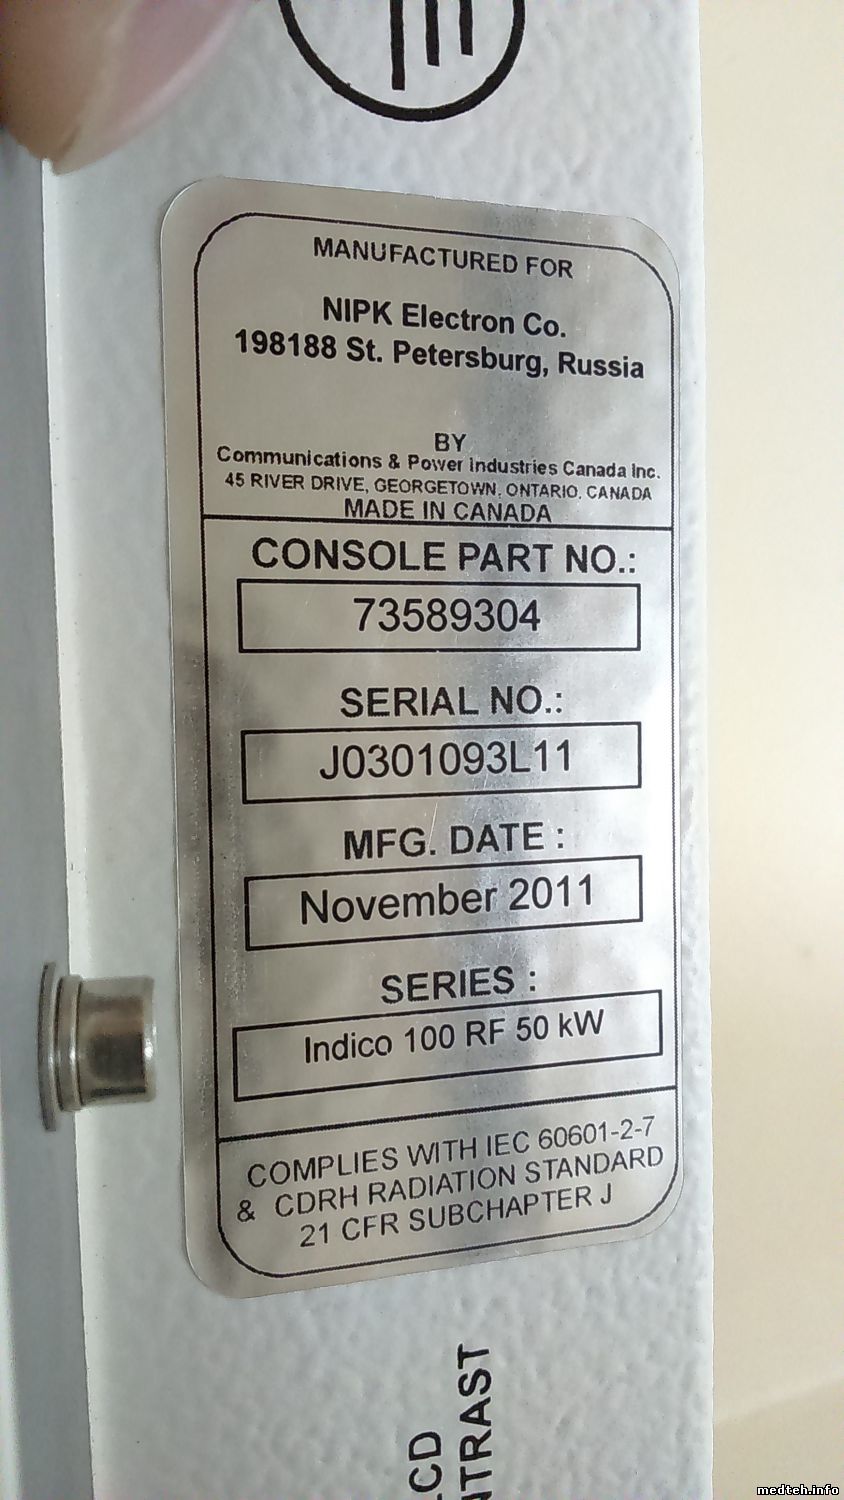 MANUFACTURED FOR
NIPK Electron Co.
198188 St. Petersburg, Russia
BY
Communications & Power Industries Canada Inc.
45 RIVER DRIVE, GEORGETOWN, ONTARIO, CANADA
MADE IN CANADA
CONSOLE PART NO.:
73589304
SERIAL NO.:
J0301093L11
MFG. DATE :
November 2011
SERIES :
Indico 100 RF 50 kW
COMPLIES WITH IEC 60601-2-7
& CDRH RADIATION STANDARD
21 CFR SUBCHAPTER J
medteh.info